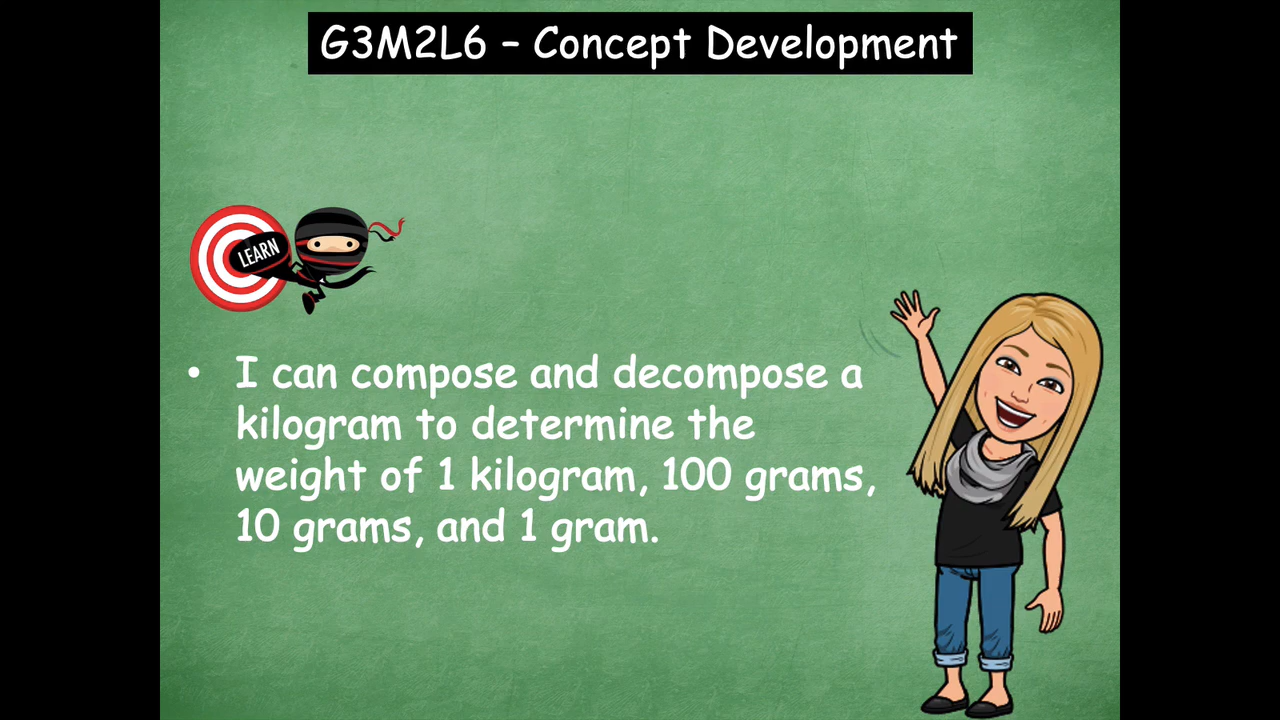 G3M2L6 – Concept Development
LEARN
• I can compose and decompose a
kilogram to determine the
weight of 1 kilogram, 100 grams,
10 grams, and 1 gram.